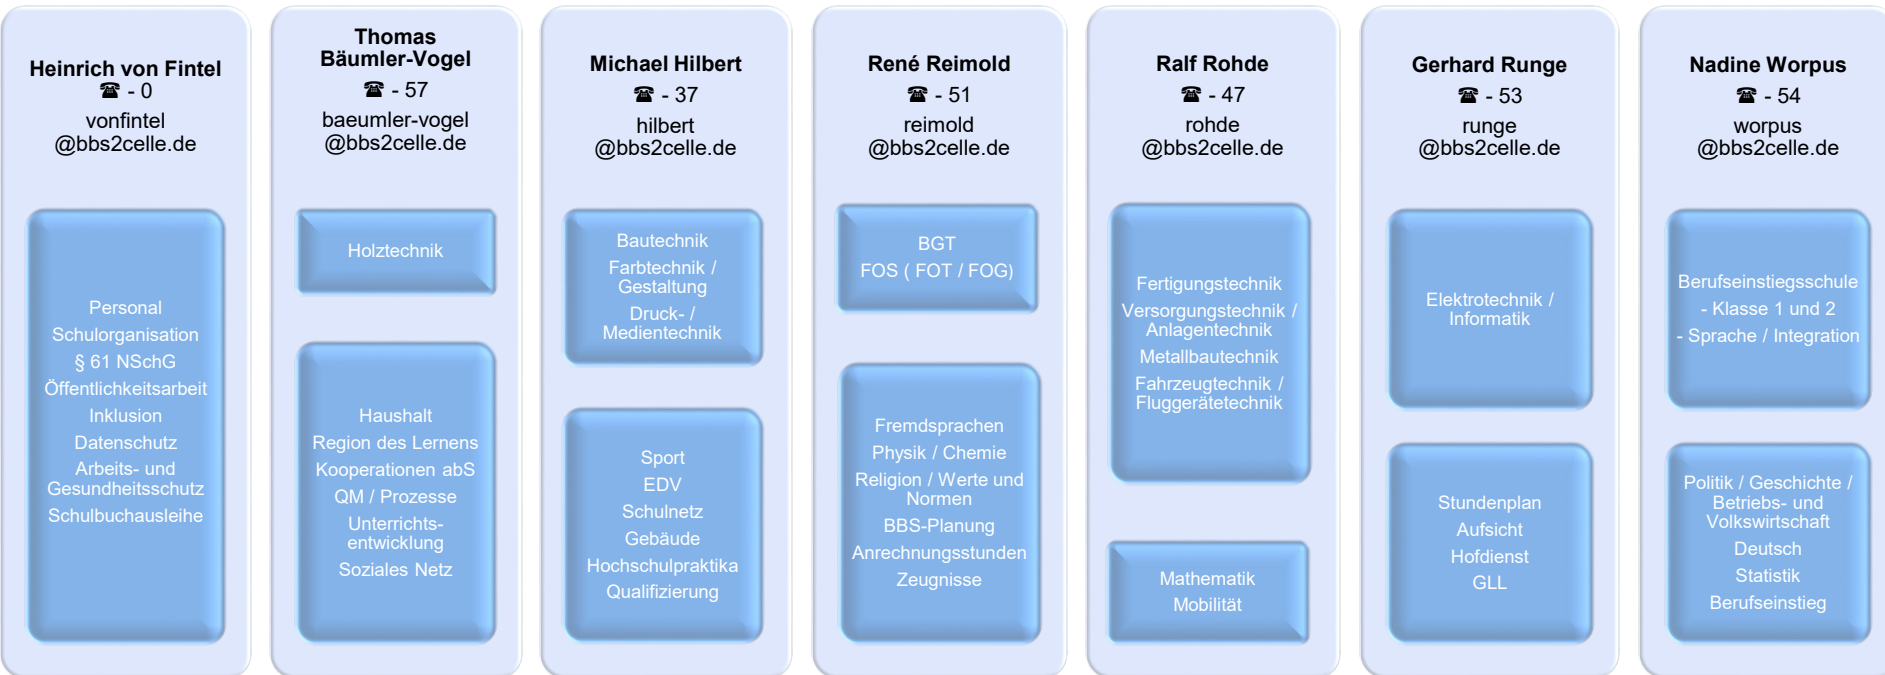 Heinrich von Fintel
☎ - 0
vonfintel
@bbs2celle.de
Personal
Schulorganisation
§ 61 NSchG
Öffentlichkeitsarbeit
Inklusion
Datenschutz
Arbeits- und
Gesundheitsschutz
Schulbuchausleihe
Thomas
Bäumler-Vogel
☎ - 57
baeumler-vogel
@bbs2celle.de
Holztechnik
Haushalt
Region des Lernens
Kooperationen abS
QM / Prozesse
Unterrichts-
entwicklung
Soziales Netz
Michael Hilbert
☎ - 37
hilbert
@bbs2celle.de
Bautechnik
Farbtechnik /
Gestaltung
Druck- /
Medientechnik
Sport
EDV
Schulnetz
Gebäude
Hochschulpraktika
Qualifizierung
René Reimold
☎ - 51
reimold
@bbs2celle.de
BGT
FOS ( FOT / FOG)
Fremdsprachen
Physik / Chemie
Religion / Werte und
Normen
BBS-Planung
Anrechnungsstunden
Zeugnisse
Ralf Rohde
☎ - 47
rohde
@bbs2celle.de
Fertigungstechnik
Versorgungstechnik /
Anlagentechnik
Metallbautechnik
Fahrzeugtechnik /
Fluggerätetechnik
Mathematik
Mobilität
Gerhard Runge
☎ - 53
runge
@bbs2celle.de
Elektrotechnik /
Informatik
Stundenplan
Aufsicht
Hofdienst
GLL
Nadine Worpus
☎ - 54
worpus
@bbs2celle.de
Berufseinstiegsschule
- Klasse 1 und 2
- Sprache / Integration
Politik / Geschichte /
Betriebs- und
Volkswirtschaft
Deutsch
Statistik
Berufseinstieg